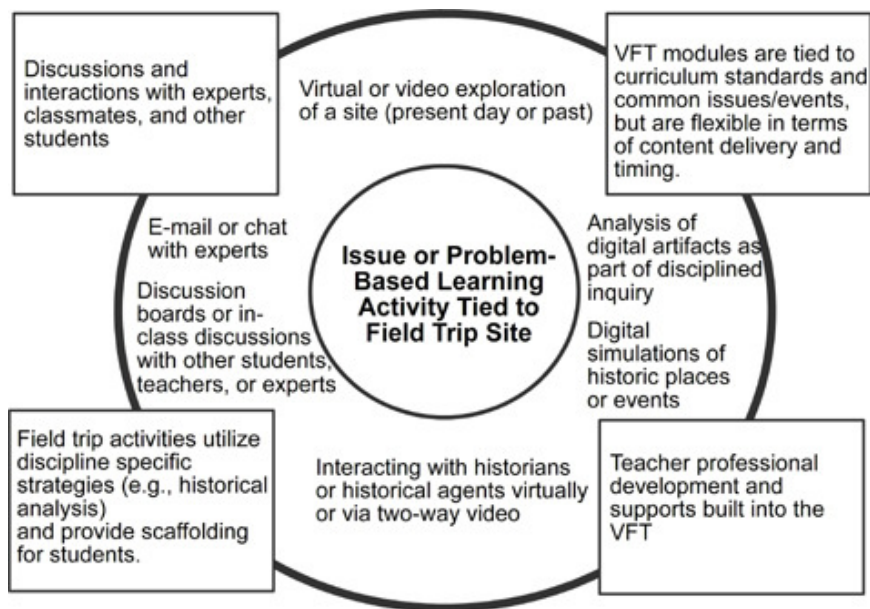 Discussions and
interactions with experts,
classmates, and other
students
Virtual or video exploration
of a site (present day or past)
VFT modules are tied to
curriculum standards and
common issues/events,
but are flexible in terms
of content delivery and
timing.
E-mail or chat
with experts
Discussion
boards or in-
class discussions
with other students,
teachers, or experts
Issue or Problem-
Based Learning
Activity Tied to
Field Trip Site
Analysis of
digital artifacts as
part of disciplined
inquiry
Digital
simulations of
historic places
or events
Field trip activities utilize
discipline specific
strategies (e.g., historical
analysis)
and provide scaffolding
for students.
Interacting with historians
or historical agents virtually
or via two-way video
Teacher professional
development and
supports built into the
VFT